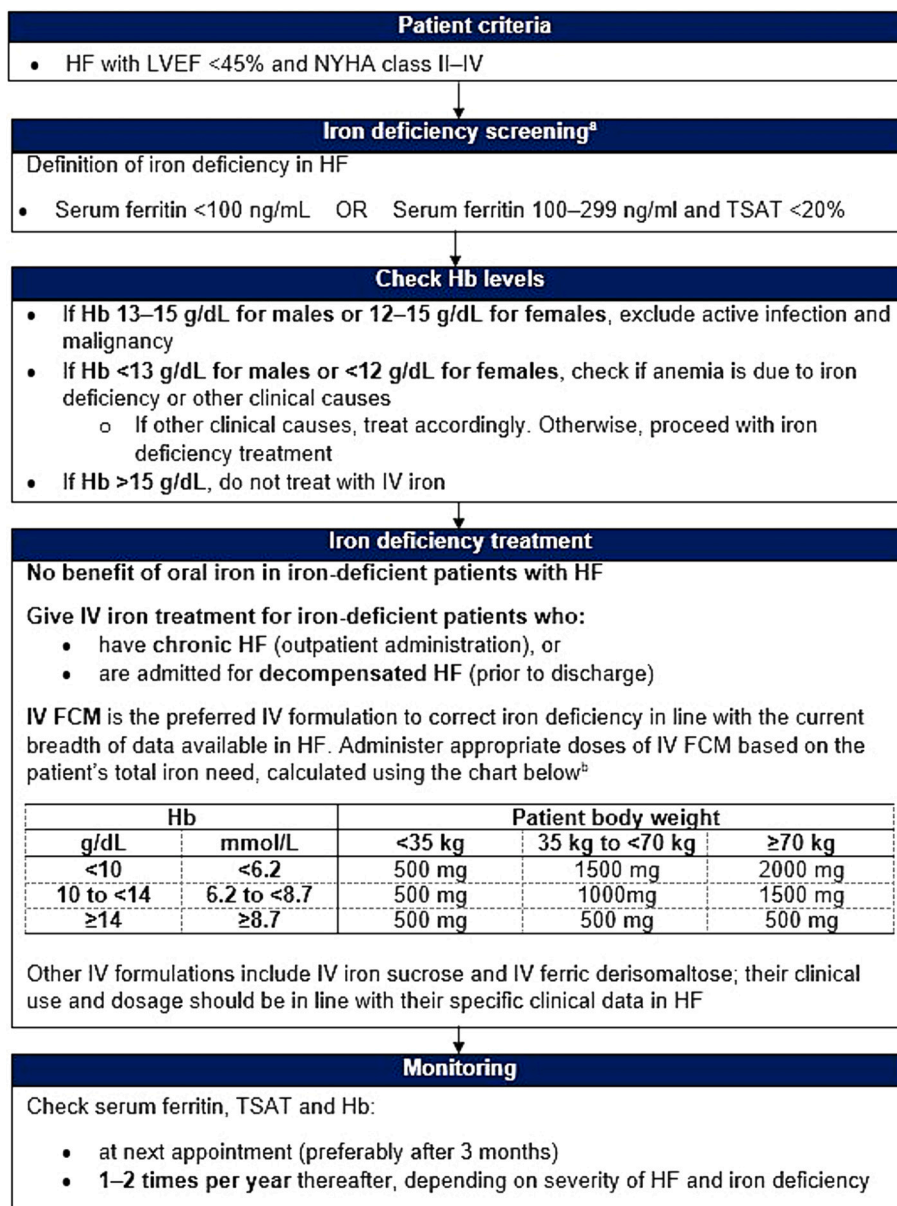 Patient criteria
• HF with LVEF <45% and NYHA class II–IV
Iron deficiency screeningᵃ
Definition of iron deficiency in HF
• Serum ferritin <100 ng/mL OR Serum ferritin 100–299 ng/ml and TSAT <20%
Check Hb levels
• If Hb 13–15 g/dL for males or 12–15 g/dL for females, exclude active infection and
malignancy
• If Hb <13 g/dL for males or <12 g/dL for females, check if anemia is due to iron
deficiency or other clinical causes
o If other clinical causes, treat accordingly. Otherwise, proceed with iron
deficiency treatment
• If Hb >15 g/dL, do not treat with IV iron
Iron deficiency treatment
No benefit of oral iron in iron-deficient patients with HF
Give IV iron treatment for iron-deficient patients who:
• have chronic HF (outpatient administration), or
• are admitted for decompensated HF (prior to discharge)
IV FCM is the preferred IV formulation to correct iron deficiency in line with the current
breadth of data available in HF. Administer appropriate doses of IV FCM based on the
patient's total iron need, calculated using the chart belowᵇ
Hb Patient body weight
g/dL mmol/L <35 kg 35 kg to <70 kg ≥70 kg
<10 <6.2 500 mg 1500 mg 2000 mg
10 to <14 6.2 to <8.7 500 mg 1000mg 1500 mg
≥14 ≥8.7 500 mg 500 mg 500 mg
Other IV formulations include IV iron sucrose and IV ferric derisomaltose; their clinical
use and dosage should be in line with their specific clinical data in HF
Monitoring
Check serum ferritin, TSAT and Hb:
• at next appointment (preferably after 3 months)
• 1–2 times per year thereafter, depending on severity of HF and iron deficiency